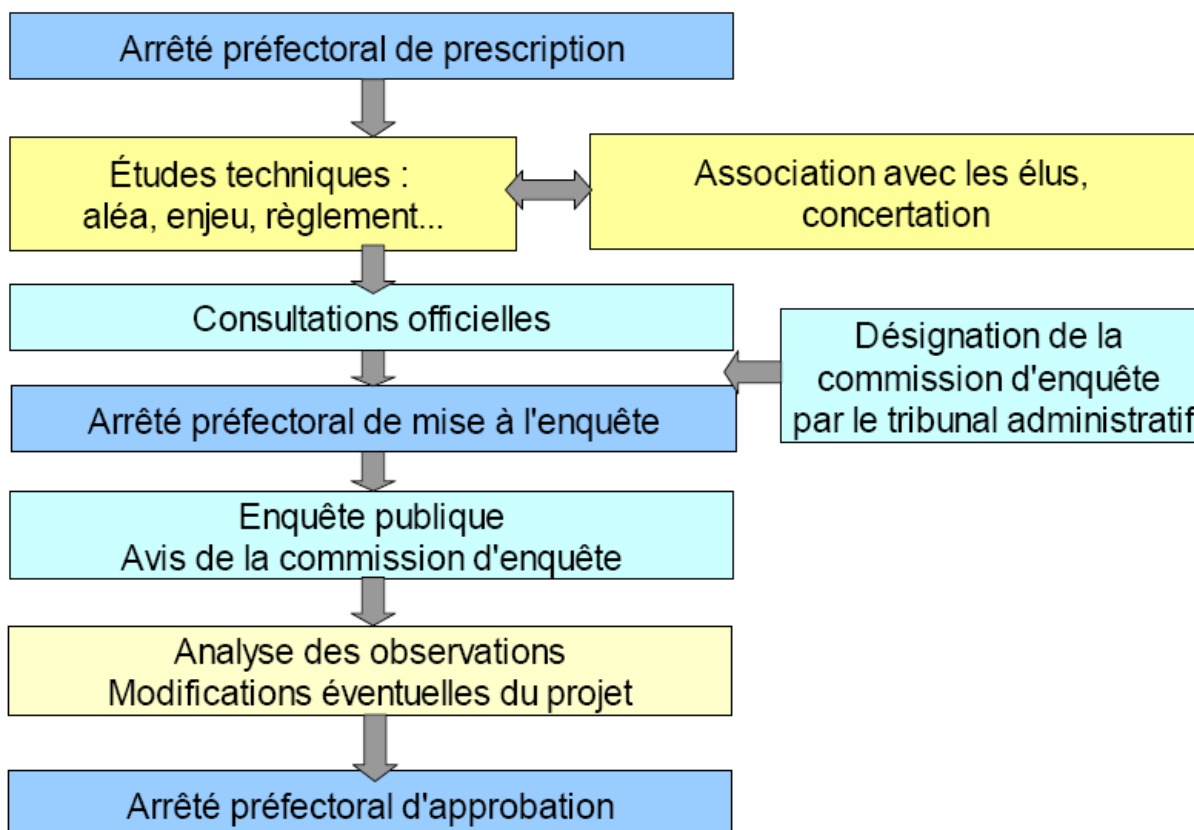 Arrêté préfectoral de prescription
Études techniques :
aléa, enjeu, règlement...
Association avec les élus,
concertation
Consultations officielles
Désignation de la
commission d'enquête
par le tribunal administratif
Arrêté préfectoral de mise à l'enquête
Enquête publique
Avis de la commission d'enquête
Analyse des observations
Modifications éventuelles du projet
Arrêté préfectoral d'approbation